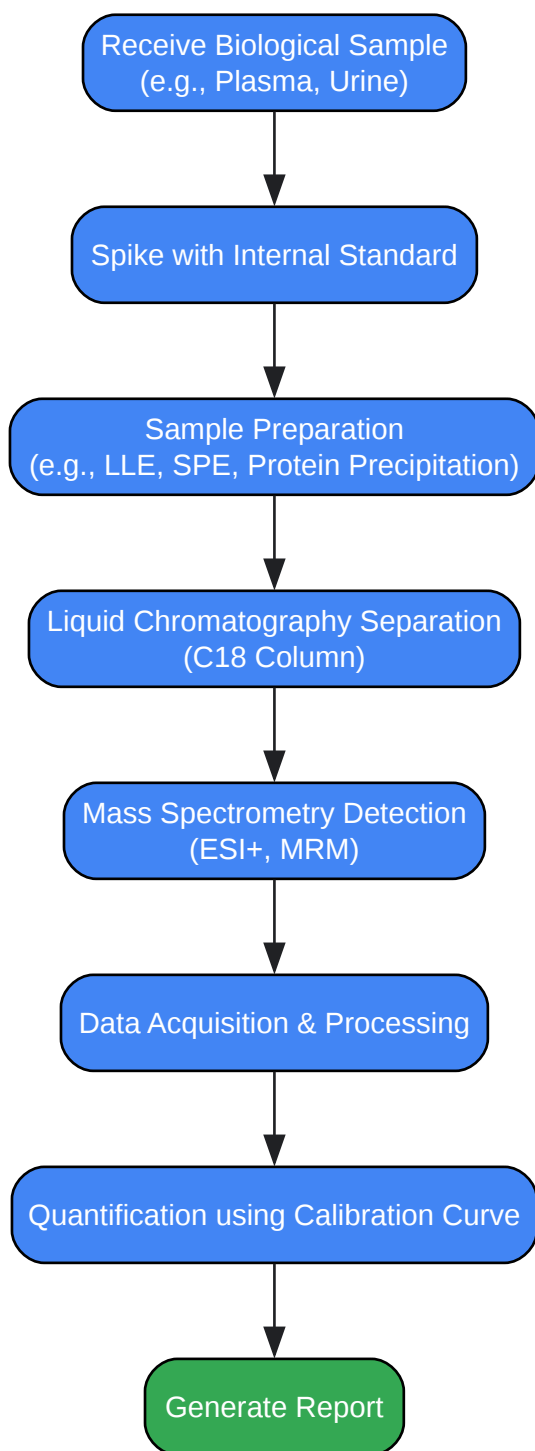 Receive Biological Sample
(e.g., Plasma, Urine)
Spike with Internal Standard
Sample Preparation
(e.g., LLE, SPE, Protein Precipitation)
Liquid Chromatography Separation
(C18 Column)
Mass Spectrometry Detection
(ESI+, MRM)
Data Acquisition & Processing
Quantification using Calibration Curve
Generate Report